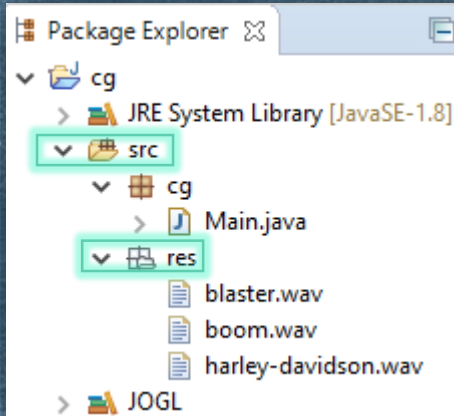 Package Explorer
cg
JRE System Library [JavaSE-1.8]
src
cg
Main.java
res
blaster.wav
boom.wav
harley-davidson.wav
JOGL